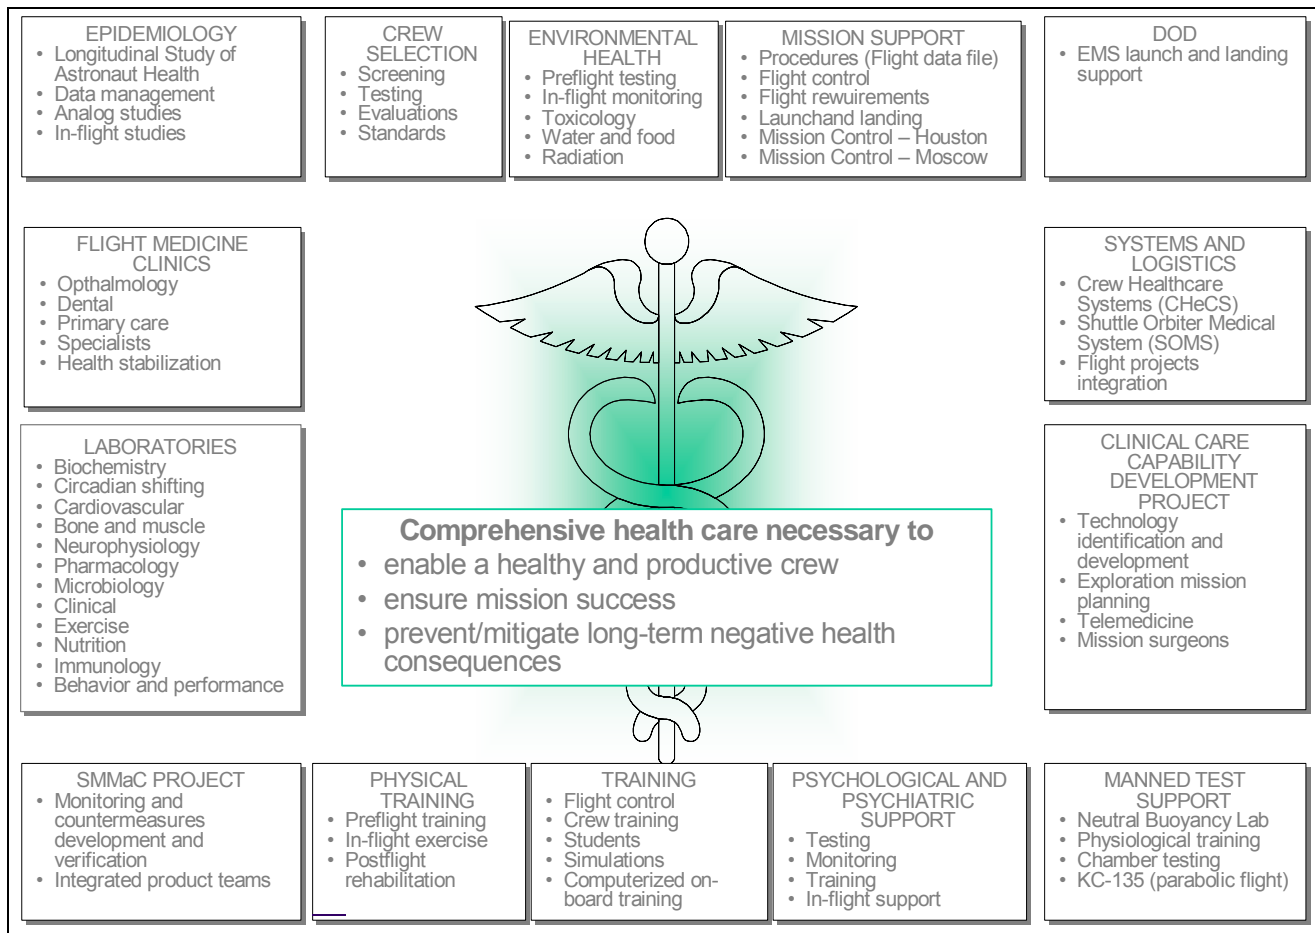 EPIDEMIOLOGY
• Longitudinal Study of
Astronaut Health
• Data management
• Analog studies
• In-flight studies
CREW
SELECTION
• Screening
• Testing
• Evaluations
• Standards
ENVIRONMENTAL
HEALTH
• Preflight testing
• In-flight monitoring
• Toxicology
• Water and food
• Radiation
MISSION SUPPORT
• Procedures (Flight data file)
• Flight control
• Flight rewuirements
• Launchand landing
• Mission Control – Houston
• Mission Control – Moscow
DOD
• EMS launch and landing
support
FLIGHT MEDICINE
CLINICS
• Opthalmology
• Dental
• Primary care
• Specialists
• Health stabilization
SYSTEMS AND
LOGISTICS
• Crew Healthcare
Systems (CHeCS)
• Shuttle Orbiter Medical
System (SOMS)
• Flight projects
integration
LABORATORIES
• Biochemistry
• Circadian shifting
• Cardiovascular
• Bone and muscle
• Neurophysiology
• Pharmacology
• Microbiology
• Clinical
• Exercise
• Nutrition
• Immunology
• Behavior and performance
Comprehensive health care necessary to
• enable a healthy and productive crew
• ensure mission success
• prevent/mitigate long-term negative health
consequences
CLINICAL CARE
CAPABILITY
DEVELOPMENT
PROJECT
• Technology
identification and
development
• Exploration mission
planning
• Telemedicine
• Mission surgeons
SMMaC PROJECT
• Monitoring and
countermeasures
development and
verification
• Integrated product teams
PHYSICAL
TRAINING
• Preflight training
• In-flight exercise
• Postflight
rehabilitation
TRAINING
• Flight control
• Crew training
• Students
• Simulations
• Computerized on-
board training
PSYCHOLOGICAL AND
PSYCHIATRIC
SUPPORT
• Testing
• Monitoring
• Training
• In-flight support
MANNED TEST
SUPPORT
• Neutral Buoyancy Lab
• Physiological training
• Chamber testing
• KC-135 (parabolic flight)